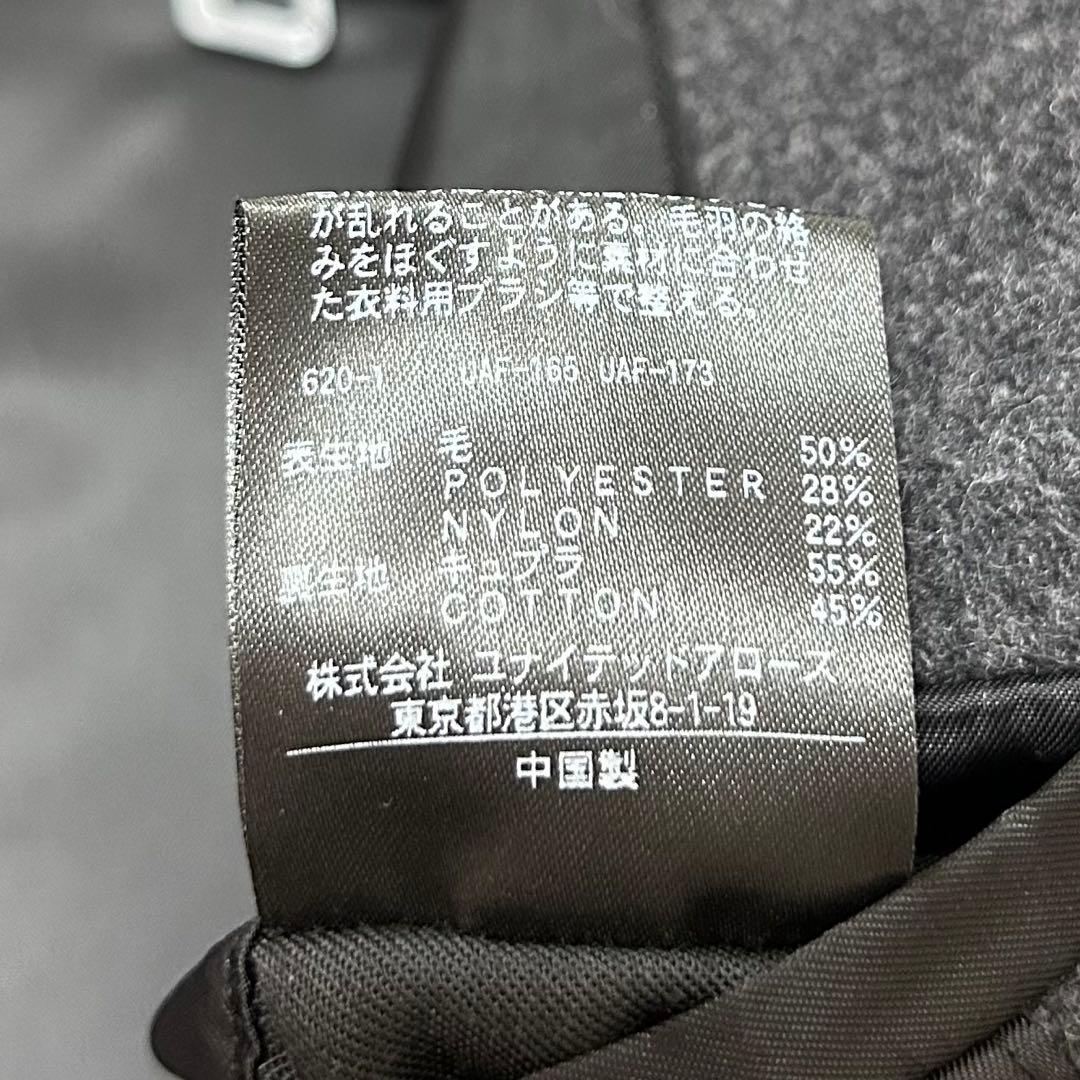 が乱れることがある。毛羽の絡
みをほぐすように素材に合わせ
た衣料用ブラシ等で整える。
620-1 UAF-165 UAF-173
表生地 毛 50%
POLYESTER 28%
NYLON 22%
裏生地 キュプラ 55%
COTTON 45%
株式会社 ユナイテッドアローズ
東京都港区赤坂8-1-19
中国製